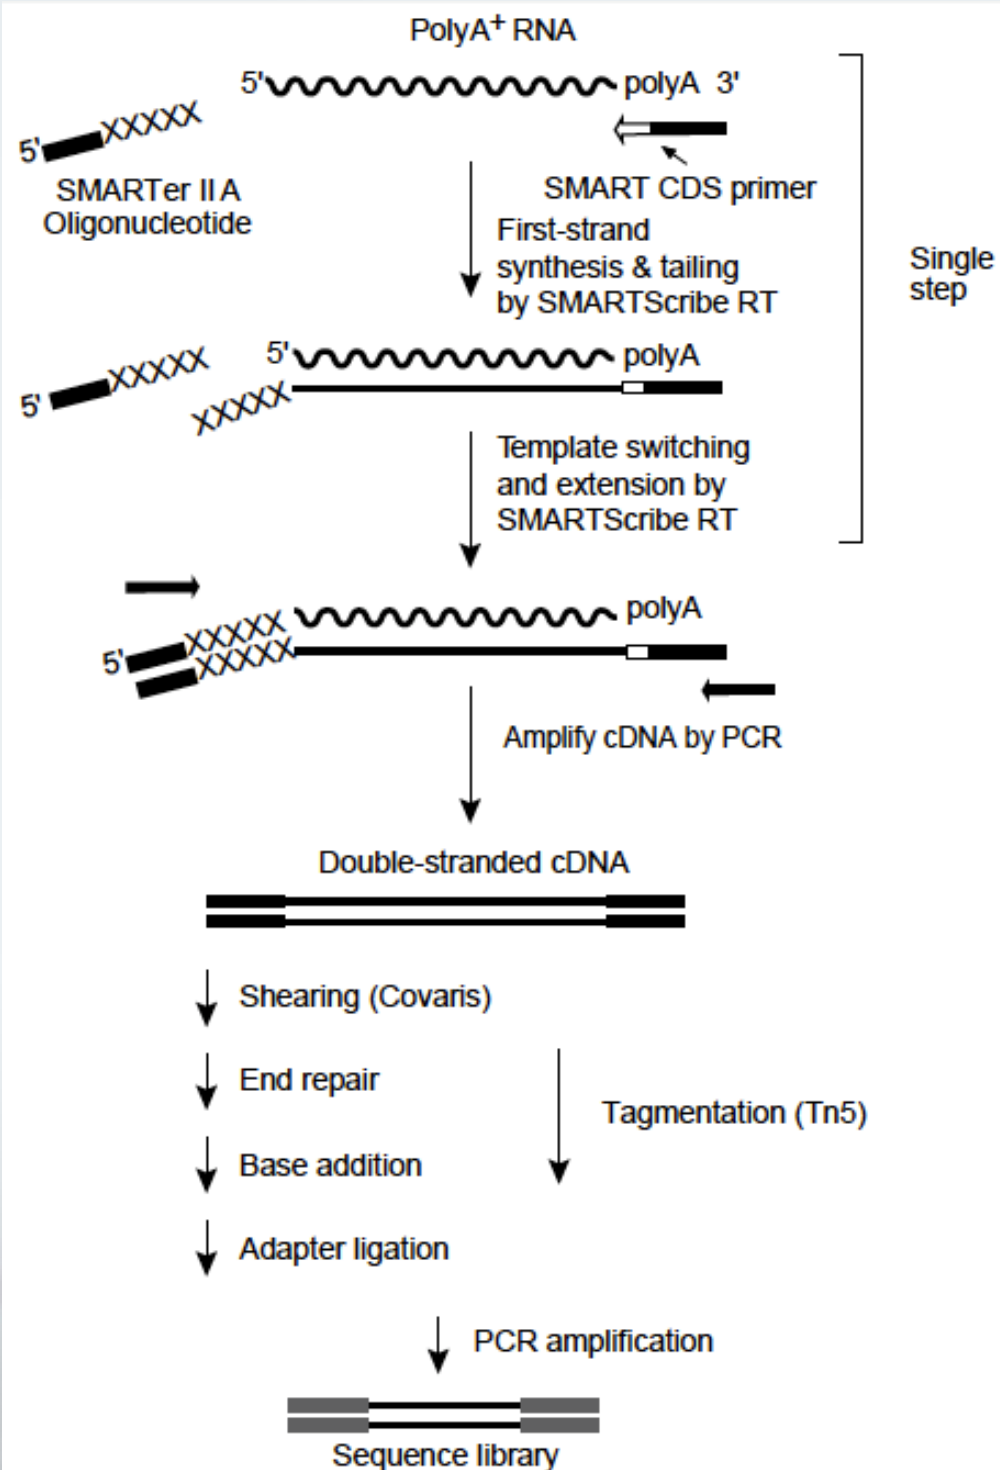 PolyA+ RNA
5'
polyA 3'
5'
XXXXX
SMARTer II A
Oligonucleotide
SMART CDS primer
First-strand
synthesis & tailing
by SMARTScribe RT
Single
step
5'
XXXXX
5'
polyA
XXXXX
Template switching
and extension by
SMARTScribe RT
5'
XXXXX
XXXXX
polyA
Amplify cDNA by PCR
Double-stranded cDNA
Shearing (Covaris)
End repair
Tagmentation (Tn5)
Base addition
Adapter ligation
PCR amplification
Sequence library